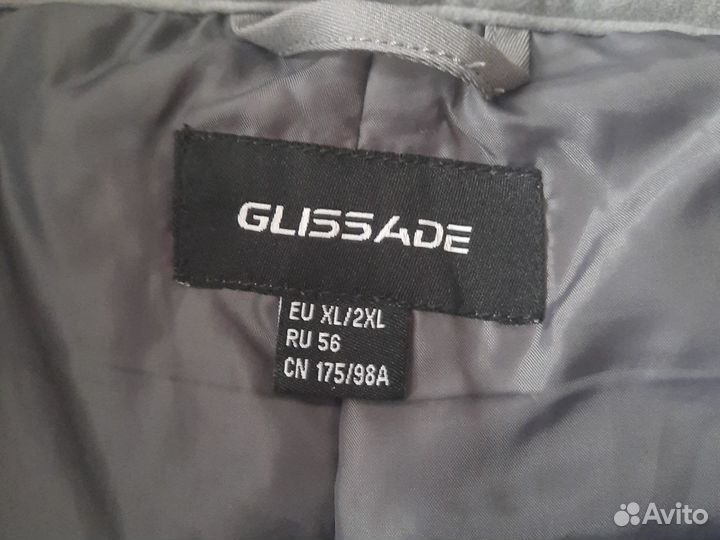 GLISSADE
EU XL/2XL
RU 56
CN 175/98A
Avito